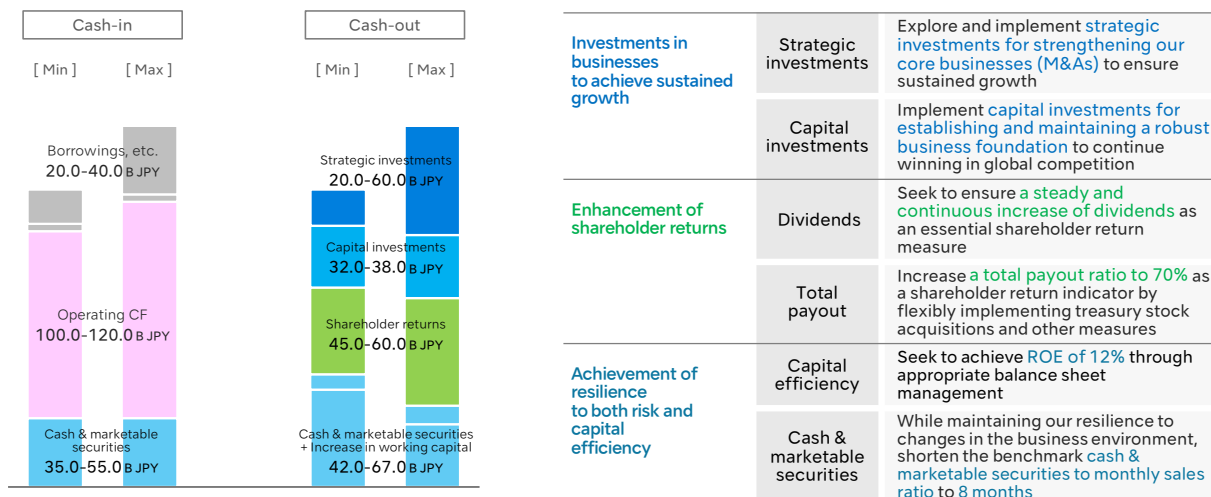 Cash-in
Cash-out
[ Min ]
[ Max ]
[ Min ]
[ Max ]
Borrowings, etc.
20.0-40.0 B JPY
Operating CF
100.0-120.0 B JPY
Cash & marketable
securities
35.0-55.0 B JPY
Strategic investments
20.0-60.0 B JPY
Capital investments
32.0-38.0 B JPY
Shareholder returns
45.0-60.0 B JPY
Cash & marketable securities
+ Increase in working capital
42.0-67.0 B JPY
Investments in
businesses
to achieve sustained
growth
Strategic
investments
Explore and implement strategic
investments for strengthening our
core businesses (M&As) to ensure
sustained growth
Capital
investments
Implement capital investments for
establishing and maintaining a robust
business foundation to continue
winning in global competition
Enhancement of
shareholder returns
Dividends
Seek to ensure a steady and
continuous increase of dividends as
an essential shareholder return
measure
Total
payout
Increase a total payout ratio to 70% as
a shareholder return indicator by
flexibly implementing treasury stock
acquisitions and other measures
Achievement of
resilience
to both risk and
capital
efficiency
Capital
efficiency
Seek to achieve ROE of 12% through
appropriate balance sheet
management
Cash &
marketable
securities
While maintaining our resilience to
changes in the business environment,
shorten the benchmark cash &
marketable securities to monthly sales
ratio to 8 months